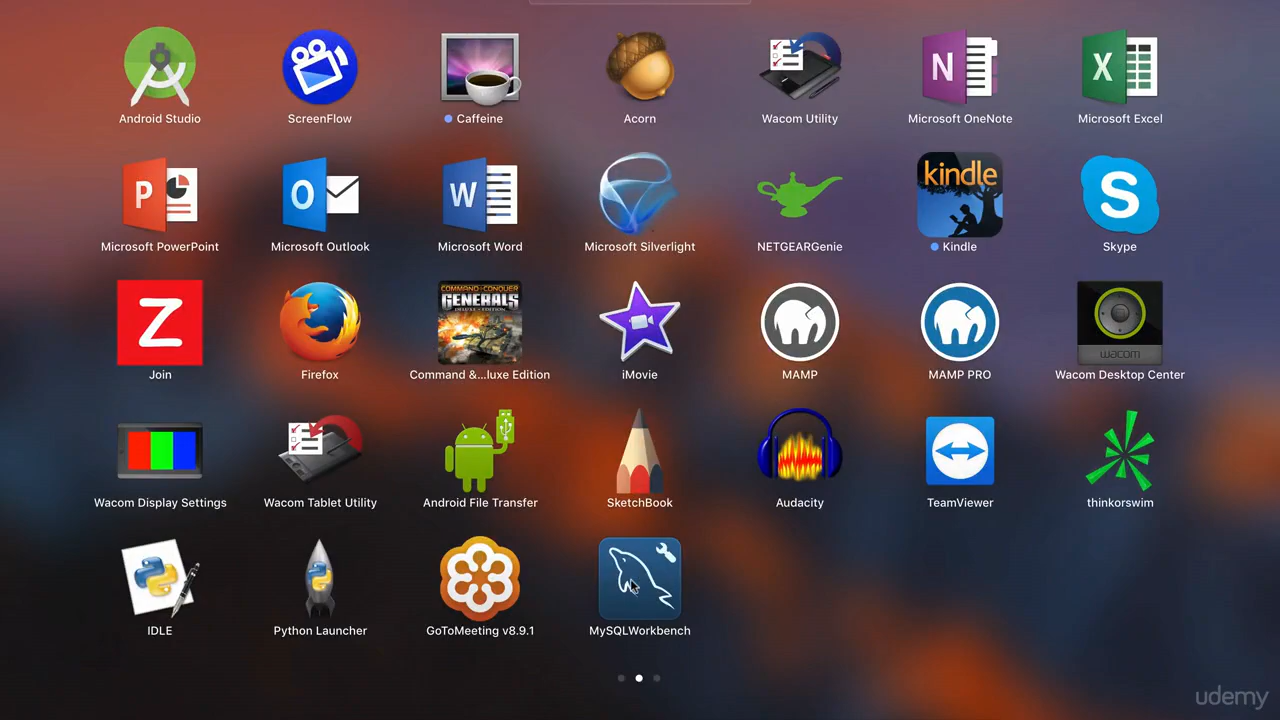 Android Studio
ScreenFlow
Caffeine
Acorn
Wacom Utility
N
Microsoft OneNote
X
Microsoft Excel
P
Microsoft PowerPoint
O
Microsoft Outlook
W
Microsoft Word
Microsoft Silverlight
NETGEARGenie
kindle
Kindle
S
Skype
Z
Join
Firefox
COMMAND & CONQUER
GENERALS
DELUXE EDITION
Command &...luxe Edition
iMovie
MAMP
MAMP PRO
wacom
Wacom Desktop Center
Wacom Display Settings
Wacom Tablet Utility
Android File Transfer
SketchBook
Audacity
TeamViewer
thinkorswim
IDLE
Python Launcher
GoToMeeting v8.9.1
MySQLWorkbench
udemy